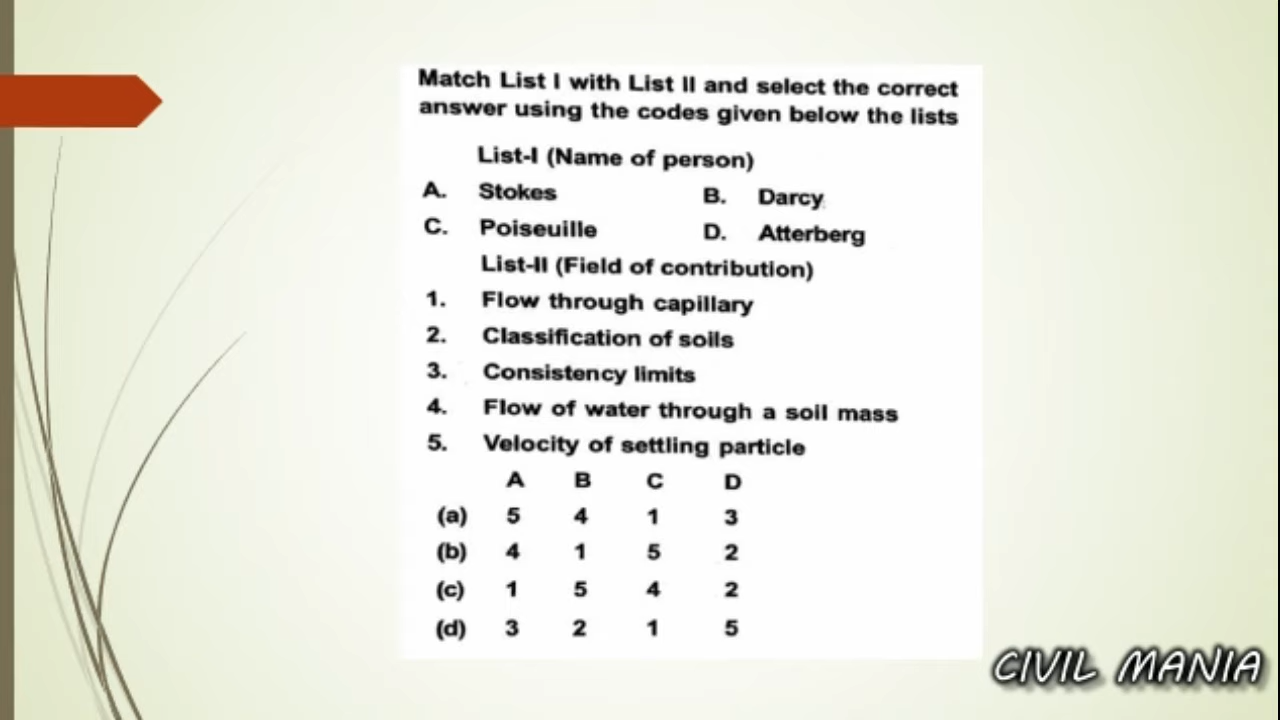 Match List I with List II and select the correct
answer using the codes given below the lists
List-I (Name of person)
A. Stokes B. Darcy
C. Poiseuille D. Atterberg
List-II (Field of contribution)
1. Flow through capillary
2. Classification of soils
3. Consistency limits
4. Flow of water through a soil mass
5. Velocity of settling particle
A B C D
(a) 5 4 1 3
(b) 4 1 5 2
(c) 1 5 4 2
(d) 3 2 1 5
CIVIL MANIA